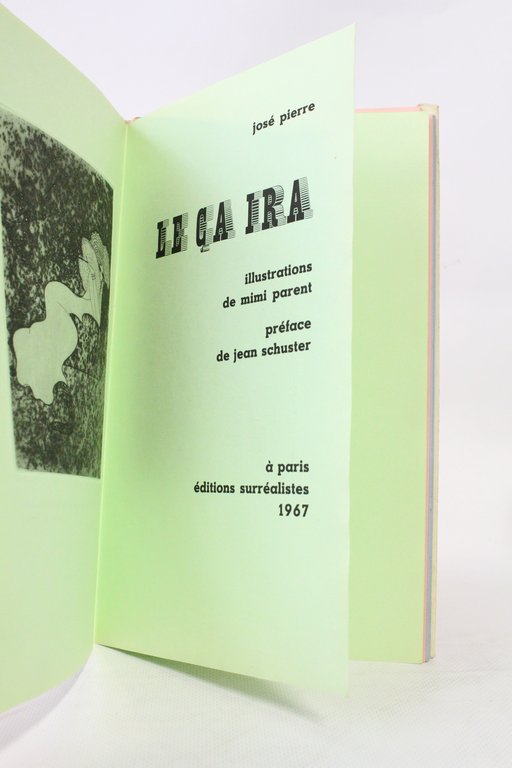 josé pierre
LE ÇA IRA
illustrations
de mimi parent
préface
de jean schuster
à paris
éditions surréalistes
1967